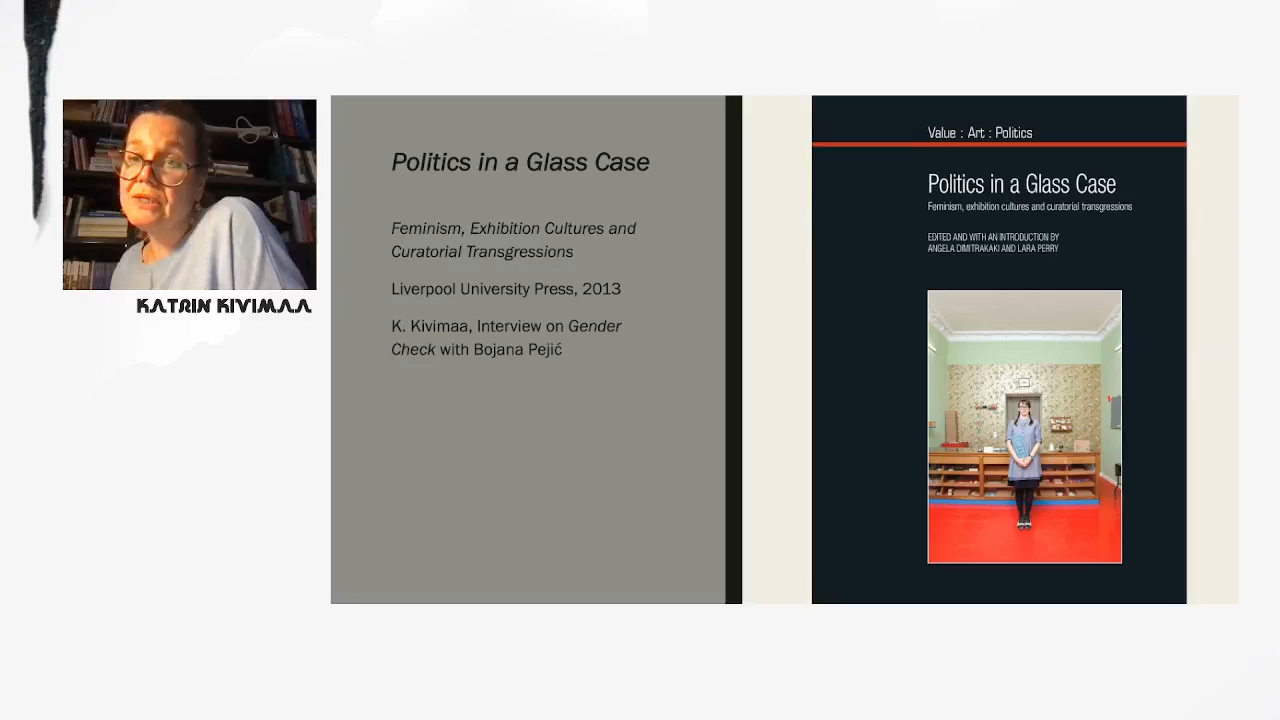 KATRIN KIVIMAA
Politics in a Glass Case
Feminism, Exhibition Cultures and
Curatorial Transgressions
Liverpool University Press, 2013
K. Kivimaa, Interview on Gender
Check with Bojana Pejić
Value : Art : Politics
Politics in a Glass Case
Feminism, exhibition cultures and curatorial transgressions
EDITED AND WITH AN INTRODUCTION BY
ANGELA DIMITRAKAKI AND LARA PERRY